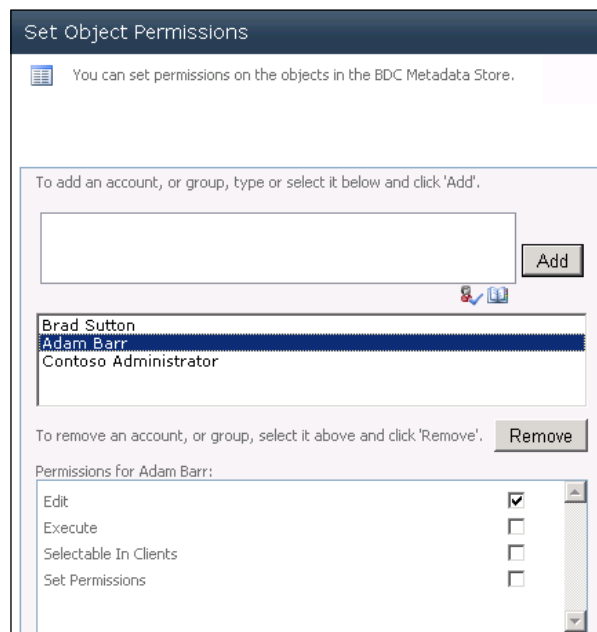 Set Object Permissions
You can set permissions on the objects in the BDC Metadata Store.
To add an account, or group, type or select it below and click 'Add'.
Add
Brad Sutton
Adam Barr
Contoso Administrator
To remove an account, or group, select it above and click 'Remove'. Remove
Permissions for Adam Barr:
Edit
Execute
Selectable In Clients
Set Permissions